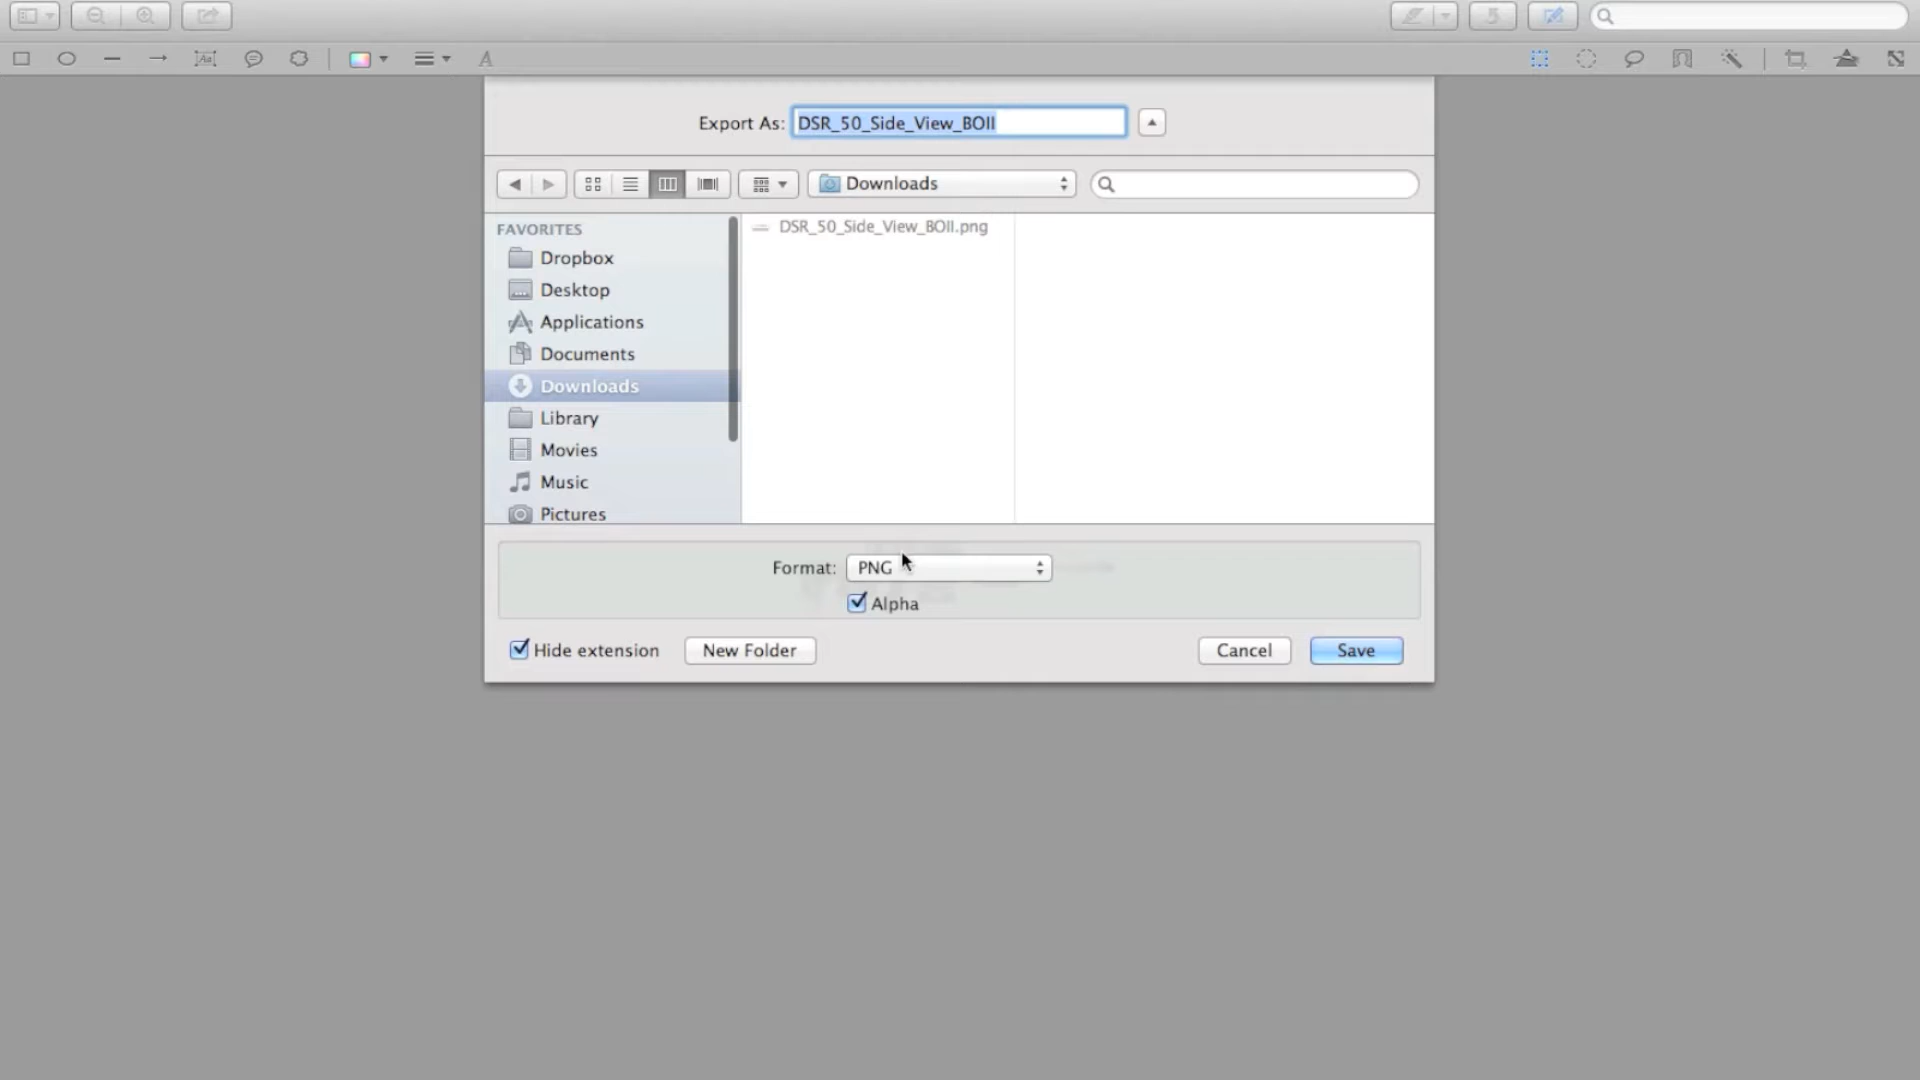 Export As: DSR_50_Side_View_BOII
Downloads
FAVORITES
DSR_50_Side_View_BOII.png
Dropbox
Desktop
Applications
Documents
Downloads
Library
Movies
Music
Pictures
Format: PNG
Alpha
Hide extension
New Folder
Cancel
Save